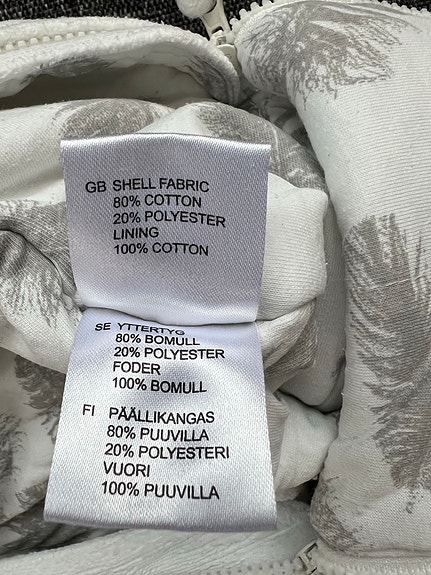 GB SHELL FABRIC
80% COTTON
20% POLYESTER
LINING
100% COTTON
SE YTTERTYG
80% BOMULL
20% POLYESTER
FODER
100% BOMULL
FI PÄÄLLIKANGAS
80% PUUVILLA
20% POLYESTERI
VUORI
100% PUUVILLA